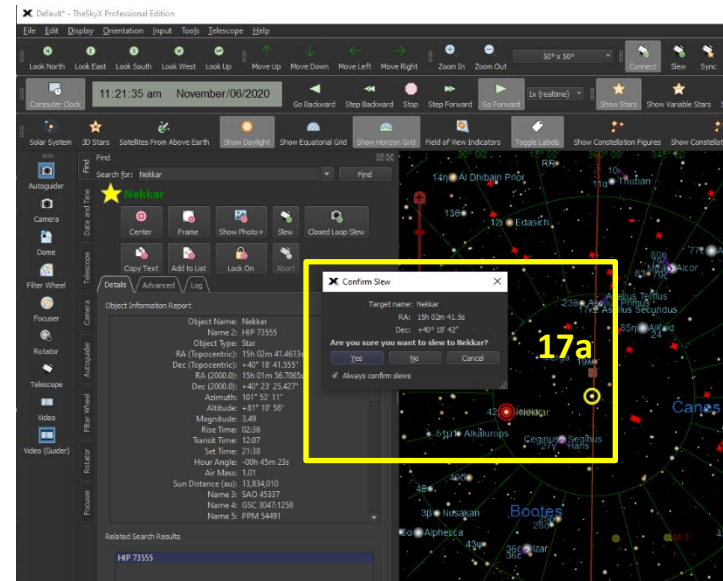 Default* - TheSkyX Professional Edition
File Edit Display Orientation Input Tools Telescope Help
Look North Look East Look South Look West Look Up Move Up Move Down Move Left Move Right Zoom In Zoom Out 50° x 50° Connect Slew Sync
Computer Clock 11:21:35 am November/06/2020 Go Backward Step Backward Stop Step Forward Go Forward 1x (realtime) Show Stars Show Variable Stars
Solar System 3D Stars Satellites From Above Earth Show Daylight Show Equatorial Grid Show Horizon Grid Field of View Indicators Toggle Labels Show Constellation Figures Show Constellat
Find
Search for: Nekkar Find
Nekkar
Center Frame Show Photo+ Slew Closed Loop Slew
Copy Text Add to List Lock On Abort
Details Advanced Log
Object Information Report
Object Name: Nekkar
Name 2: HIP 73555
Object Type: Star
RA (Topocentric): 15h 02m 41.4613s
Dec (Topocentric): +40° 18' 41.555"
RA (2000.0): 15h 01m 56.7065s
Dec (2000.0): +40° 23' 25.427"
Azimuth: 101° 53' 11"
Altitude: +81° 10' 56"
Magnitude: 3.49
Rise Time: 02:36
Transit Time: 12:07
Set Time: 21:38
Hour Angle: -00h 45m 23s
Air Mass: 1.01
Sun Distance (au): 13,834,010
Name 3: SAO 45337
Name 4: GSC 3047:1258
Name 5: PPM 54491
Related Search Results
HIP 73555
Autoguider
Camera
Dome
Filter Wheel
Focuser
Rotator
Telescope
Video
Video (Guider)
Find
Date and Time
Telescope
Camera
Autoguider
Filter Wheel
Rotator
Focuser
Confirm Slew
Target name: Nekkar
RA: 15h 02m 41.5s
Dec: +40° 18' 42"
Are you sure you want to slew to Nekkar?
Yes No Cancel
Always confirm slews
17a
Al Dhibain Prior
Thuban
Edasich
Alcor
Asellus Tertius
Asellus Primus
Asellus Secundus
Alkaid
Nekkar
Canes
Alkalurops
Ceginus Seginus
Haris
Nusakan
Bootes
Alphecca
Izar